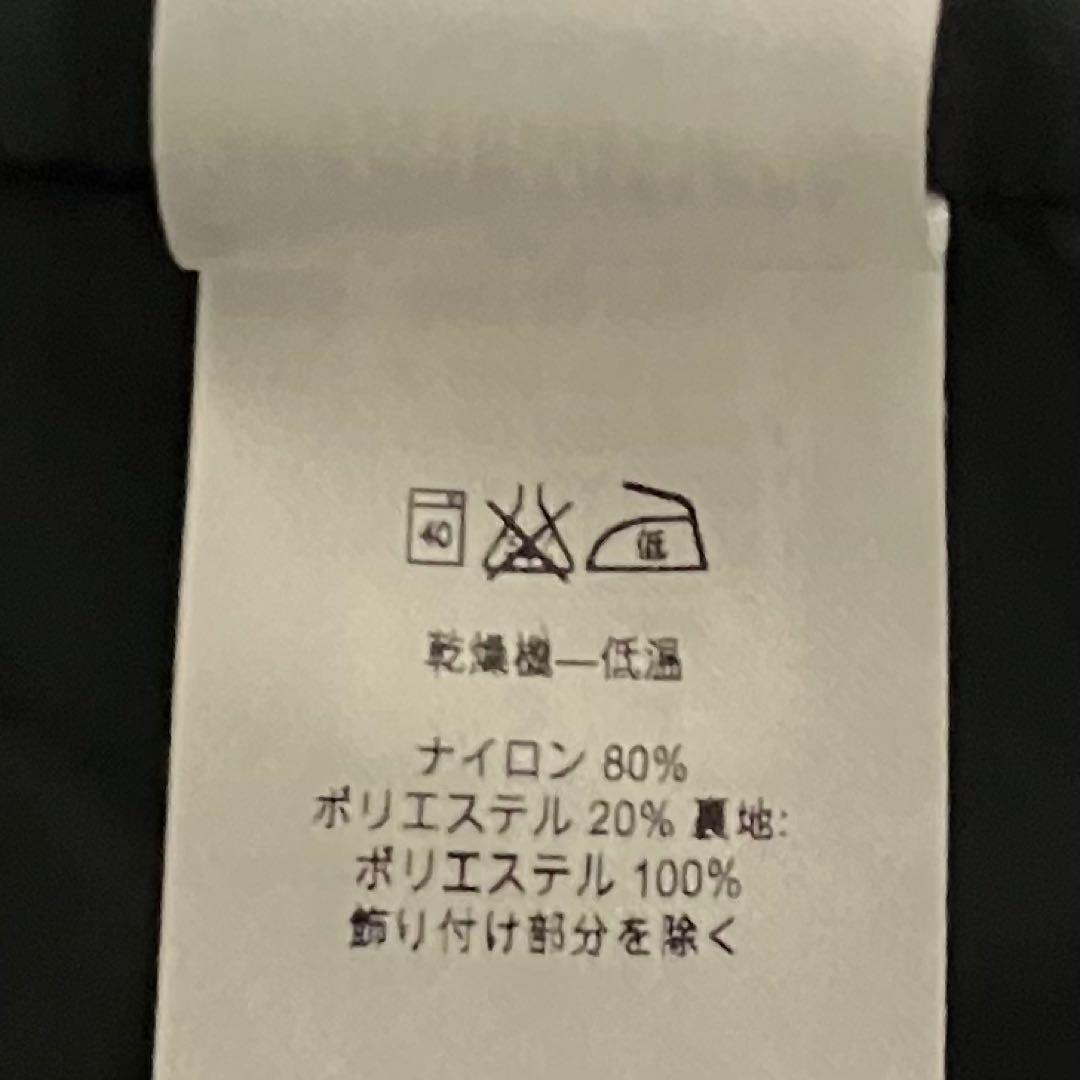 40
低
乾燥機—低温
ナイロン 80%
ポリエステル 20% 裏地:
ポリエステル 100%
飾り付け部分を除く